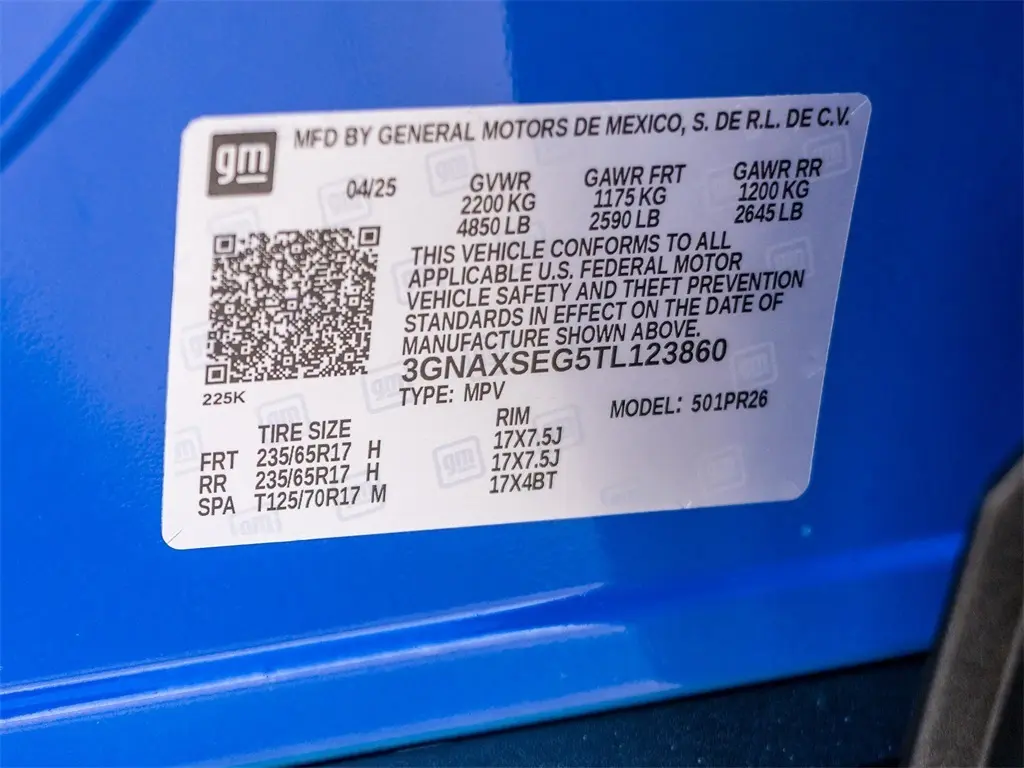 gm MFD BY GENERAL MOTORS DE MEXICO, S. DE R.L. DE C.V.
04/25 GVWR GAWR FRT GAWR RR
2200 KG 1175 KG 1200 KG
4850 LB 2590 LB 2645 LB
THIS VEHICLE CONFORMS TO ALL
APPLICABLE U.S. FEDERAL MOTOR
VEHICLE SAFETY AND THEFT PREVENTION
STANDARDS IN EFFECT ON THE DATE OF
MANUFACTURE SHOWN ABOVE.
3GNAXSEG5TL123860
225K TYPE: MPV MODEL: 501PR26
TIRE SIZE RIM
FRT 235/65R17 H 17X7.5J
RR 235/65R17 H 17X7.5J
SPA T125/70R17 M 17X4BT